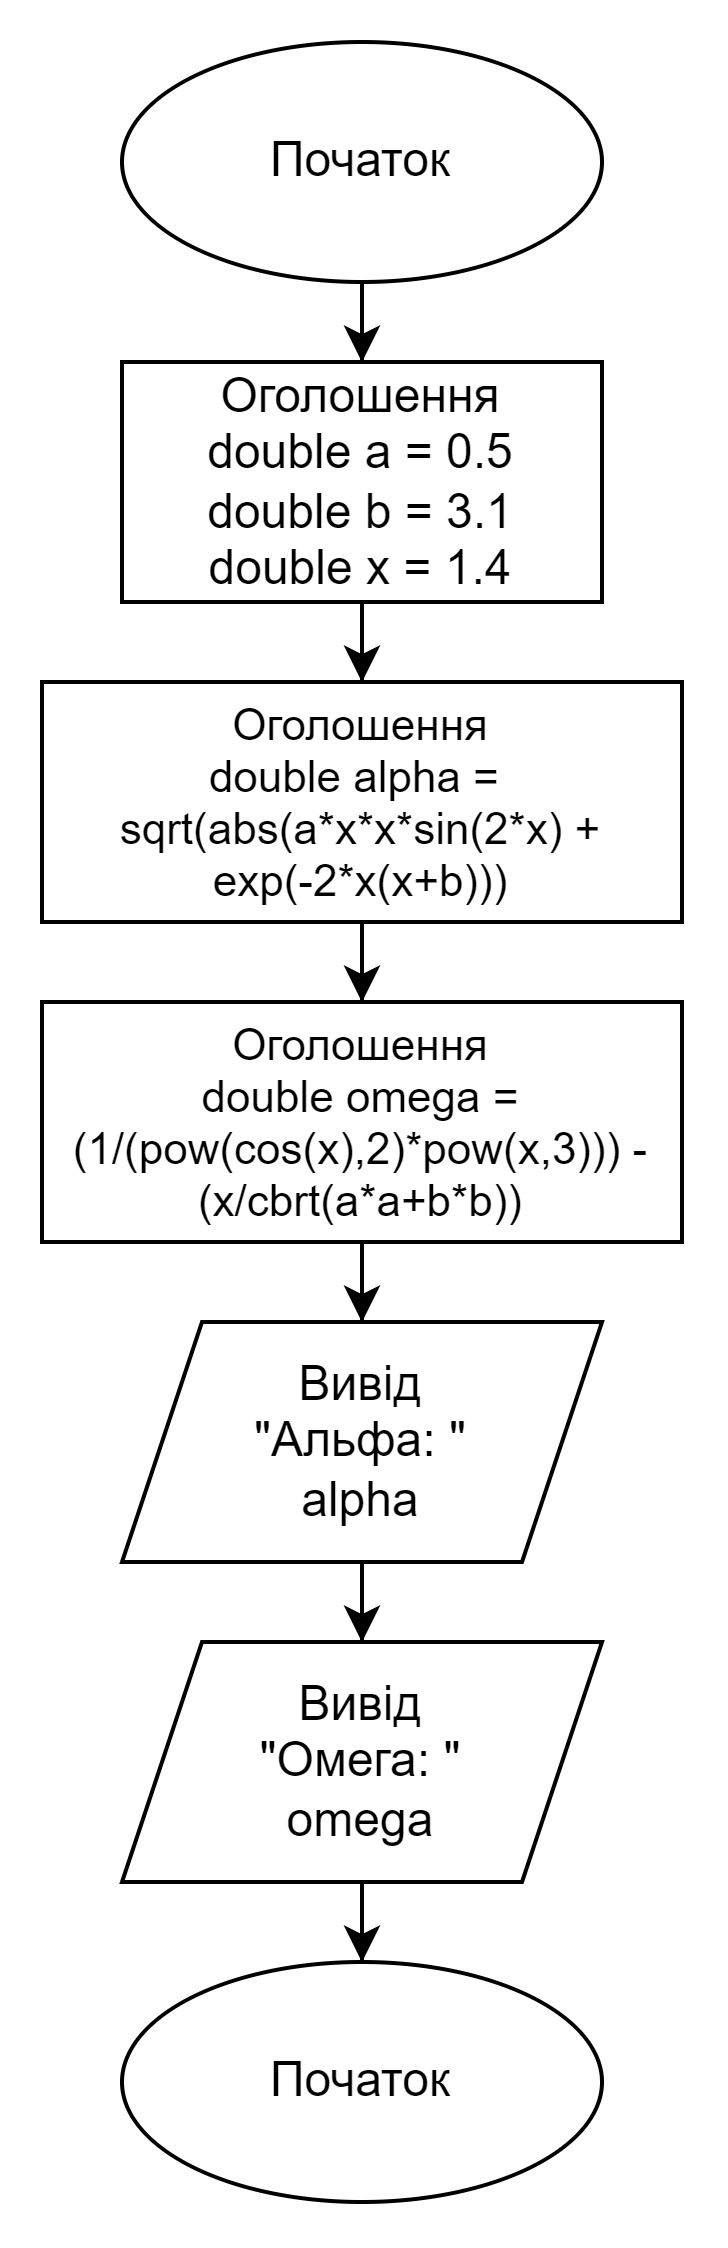 Початок
Оголошення
double a = 0.5
double b = 3.1
double x = 1.4
Оголошення
double alpha =
sqrt(abs(a*x*x*sin(2*x) +
exp(-2*x(x+b)))
Оголошення
double omega =
(1/(pow(cos(x),2)*pow(x,3))) -
(x/cbrt(a*a+b*b))
Вивід
"Альфа: "
alpha
Вивід
"Омега: "
omega
Початок